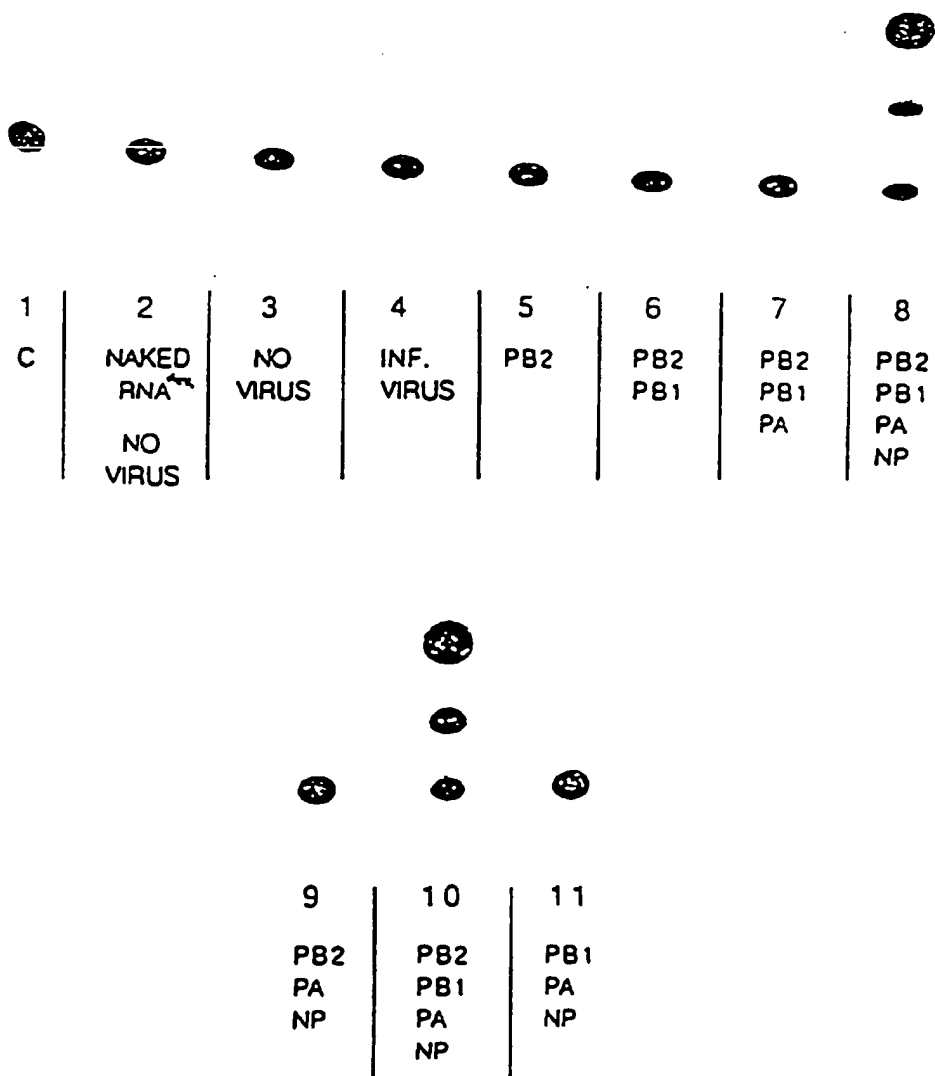 1 2 3 4 5 6 7 8
C NAKED NO INF. PB2 PB2 PB2 PB2
RNA VIRUS VIRUS PB1 PB1 PB1
PA PA
NO NP
VIRUS
9 10 11
PB2 PB2 PB1
PA PB1 PA
NP PA NP
NP